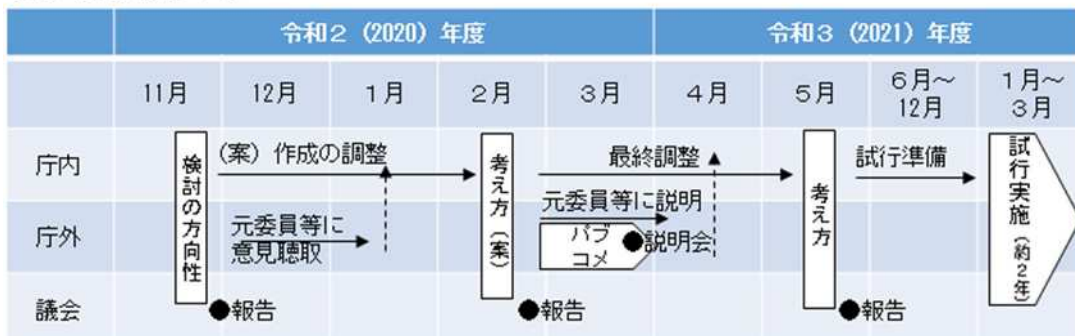 令和２（2020）年度
令和３（2021）年度
11月
12月
１月
２月
３月
４月
５月
６月～
12月
１月～
３月
庁内
庁外
議会
検討の方向性
（案）作成の調整
元委員等に
意見聴取
考え方（案）
最終調整
元委員等に説明
パブ
コメ
●説明会
考え方
試行準備
試行実施（約２年）
●報告
●報告
●報告